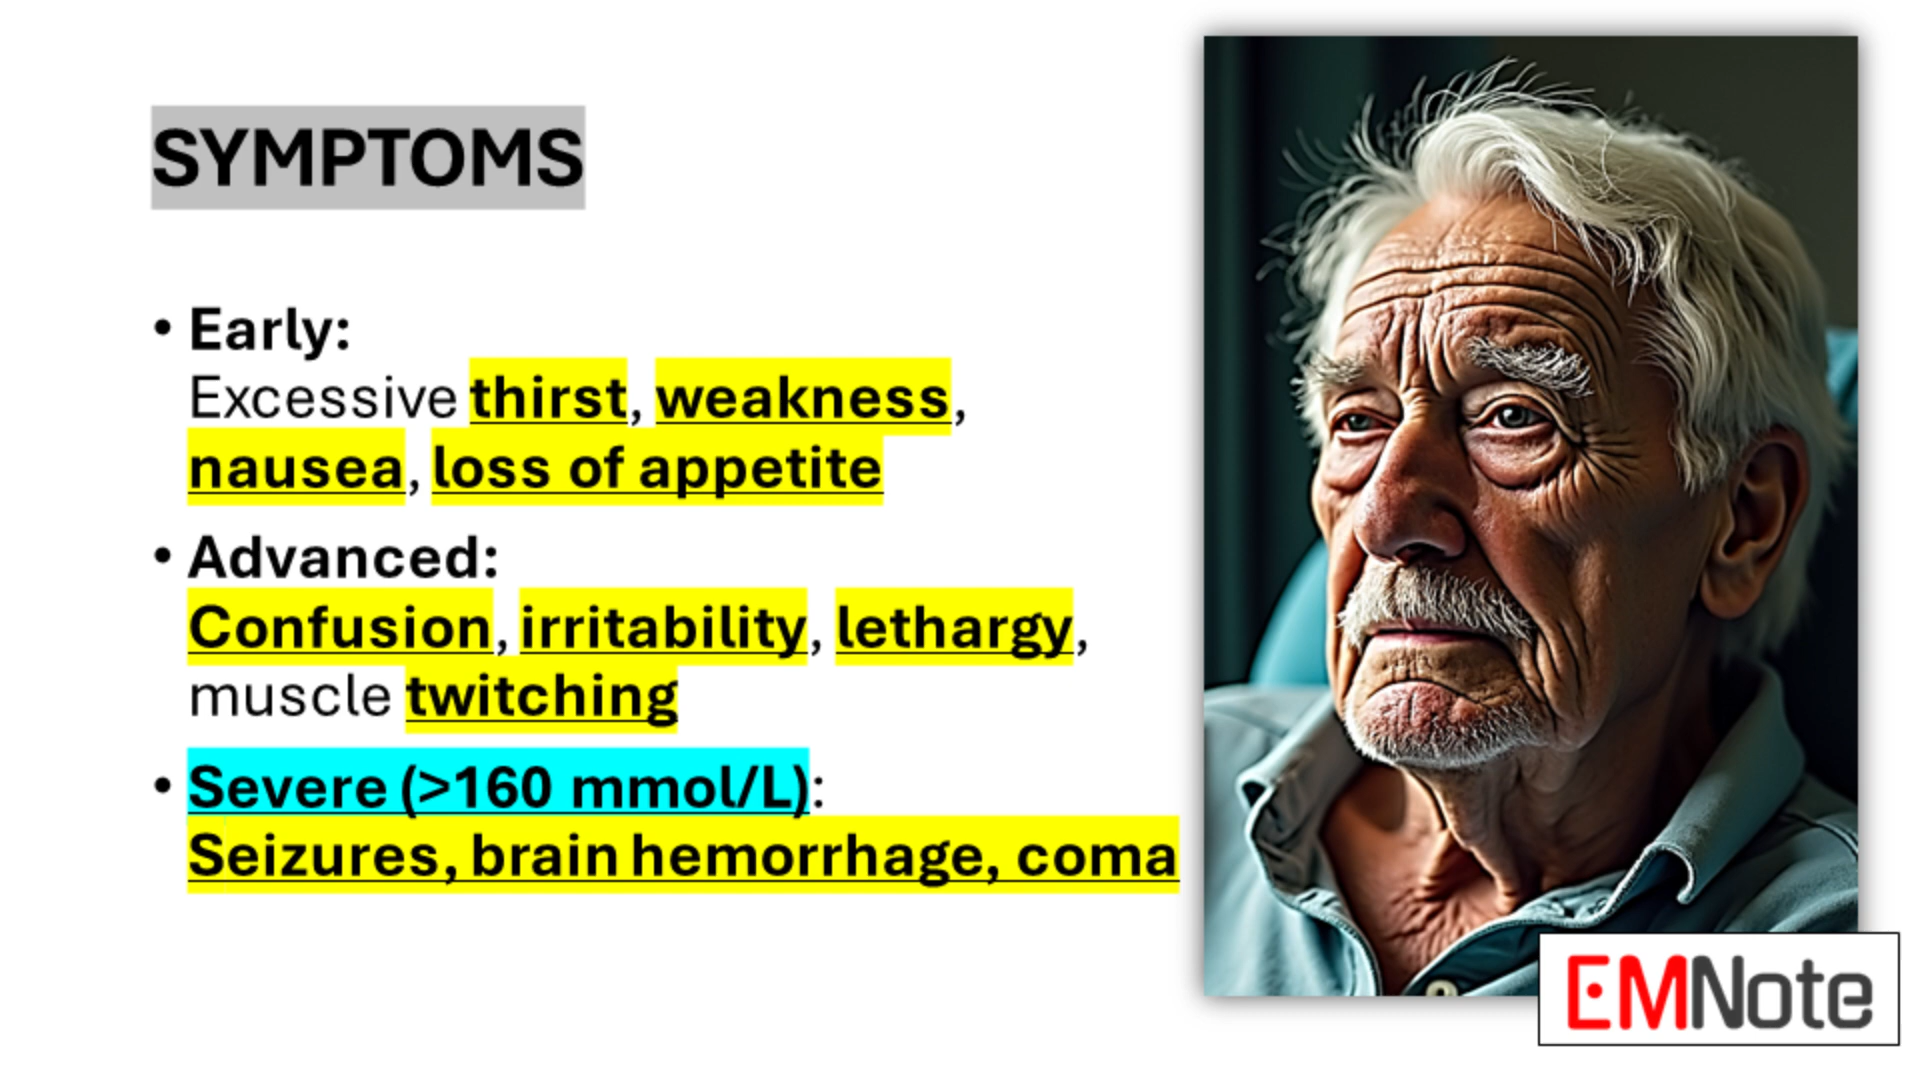 SYMPTOMS
• Early:
Excessive thirst, weakness,
nausea, loss of appetite
• Advanced:
Confusion, irritability, lethargy,
muscle twitching
• Severe (>160 mmol/L):
Seizures, brain hemorrhage, coma
EMNote